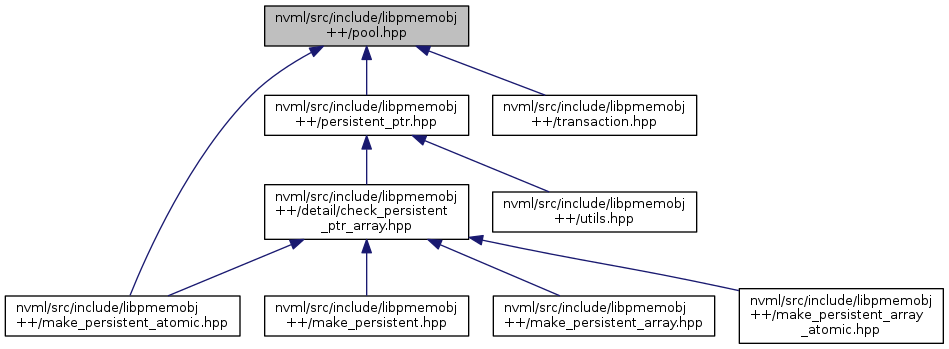 nvml/src/include/libpmemobj
++/pool.hpp
nvml/src/include/libpmemobj
++/persistent_ptr.hpp
nvml/src/include/libpmemobj
++/transaction.hpp
nvml/src/include/libpmemobj
++/detail/check_persistent
_ptr_array.hpp
nvml/src/include/libpmemobj
++/utils.hpp
nvml/src/include/libpmemobj
++/make_persistent_atomic.hpp
nvml/src/include/libpmemobj
++/make_persistent.hpp
nvml/src/include/libpmemobj
++/make_persistent_array.hpp
nvml/src/include/libpmemobj
++/make_persistent_array
_atomic.hpp